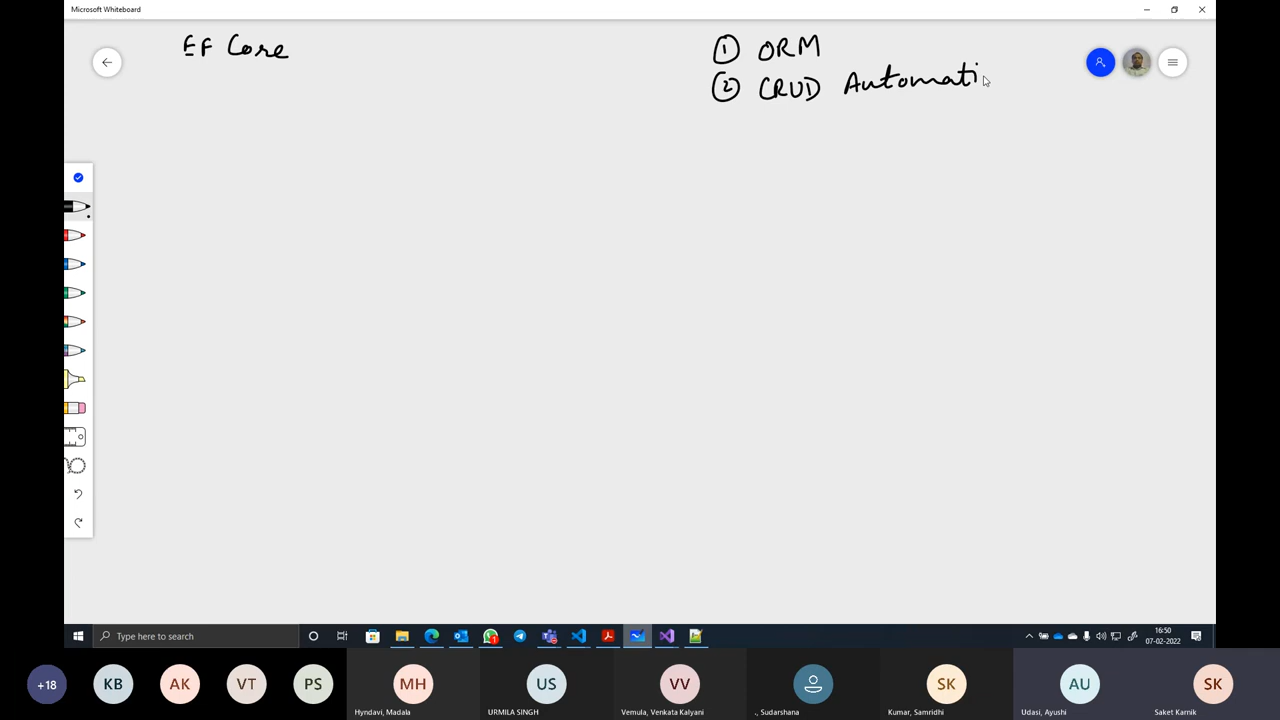 Microsoft Whiteboard
EF Core
① ORM
② CRUD Automati
Type here to search
1
16:50
07-02-2022
+18
KB
AK
VT
PS
MH
US
VV
SK
AU
SK
Hyndavi, Madala
URMILA SINGH
Vemula, Venkata Kalyani
., Sudarshana
Kumar, Samridhi
Udasi, Ayushi
Saket Karnik